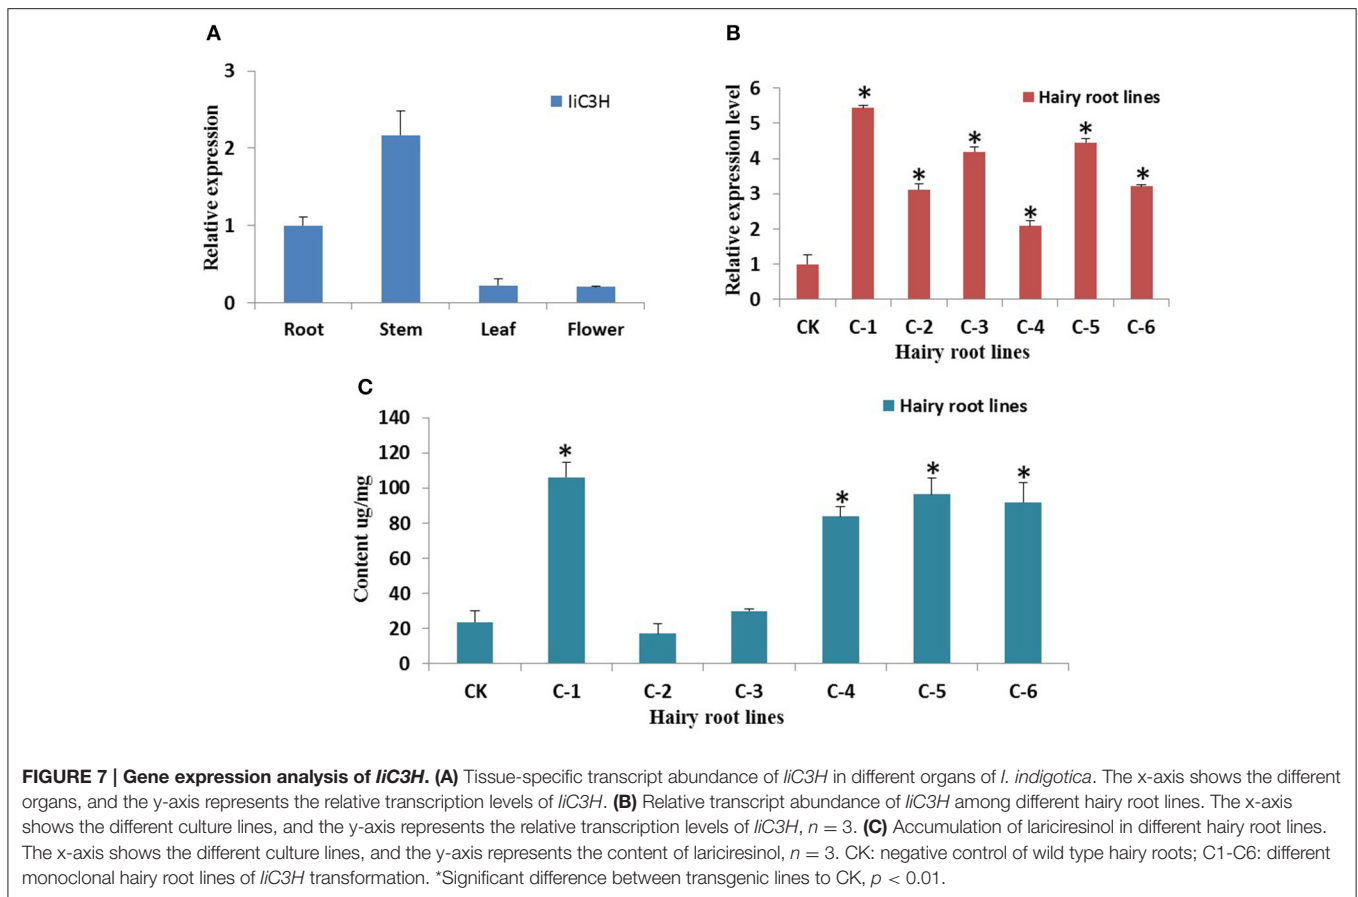 A
3
2
1
0
Relative expression
IiC3H
Root Stem Leaf Flower
B
6
5
4
3
2
1
0
Relative expression level
Hairy root lines
* * * * * *
CK C-1 C-2 C-3 C-4 C-5 C-6
Hairy root lines
C
140
120
100
80
60
40
20
0
Content ug/mg
Hairy root lines
* * * *
CK C-1 C-2 C-3 C-4 C-5 C-6
Hairy root lines
FIGURE 7 | Gene expression analysis of IiC3H. (A) Tissue-specific transcript abundance of IiC3H in different organs of I. indigotica. The x-axis shows the different
organs, and the y-axis represents the relative transcription levels of IiC3H. (B) Relative transcript abundance of IiC3H among different hairy root lines. The x-axis
shows the different culture lines, and the y-axis represents the relative transcription levels of IiC3H, n = 3. (C) Accumulation of lariciresinol in different hairy root lines.
The x-axis shows the different culture lines, and the y-axis represents the content of lariciresinol, n = 3. CK: negative control of wild type hairy roots; C1-C6: different
monoclonal hairy root lines of IiC3H transformation. *Significant difference between transgenic lines to CK, p < 0.01.